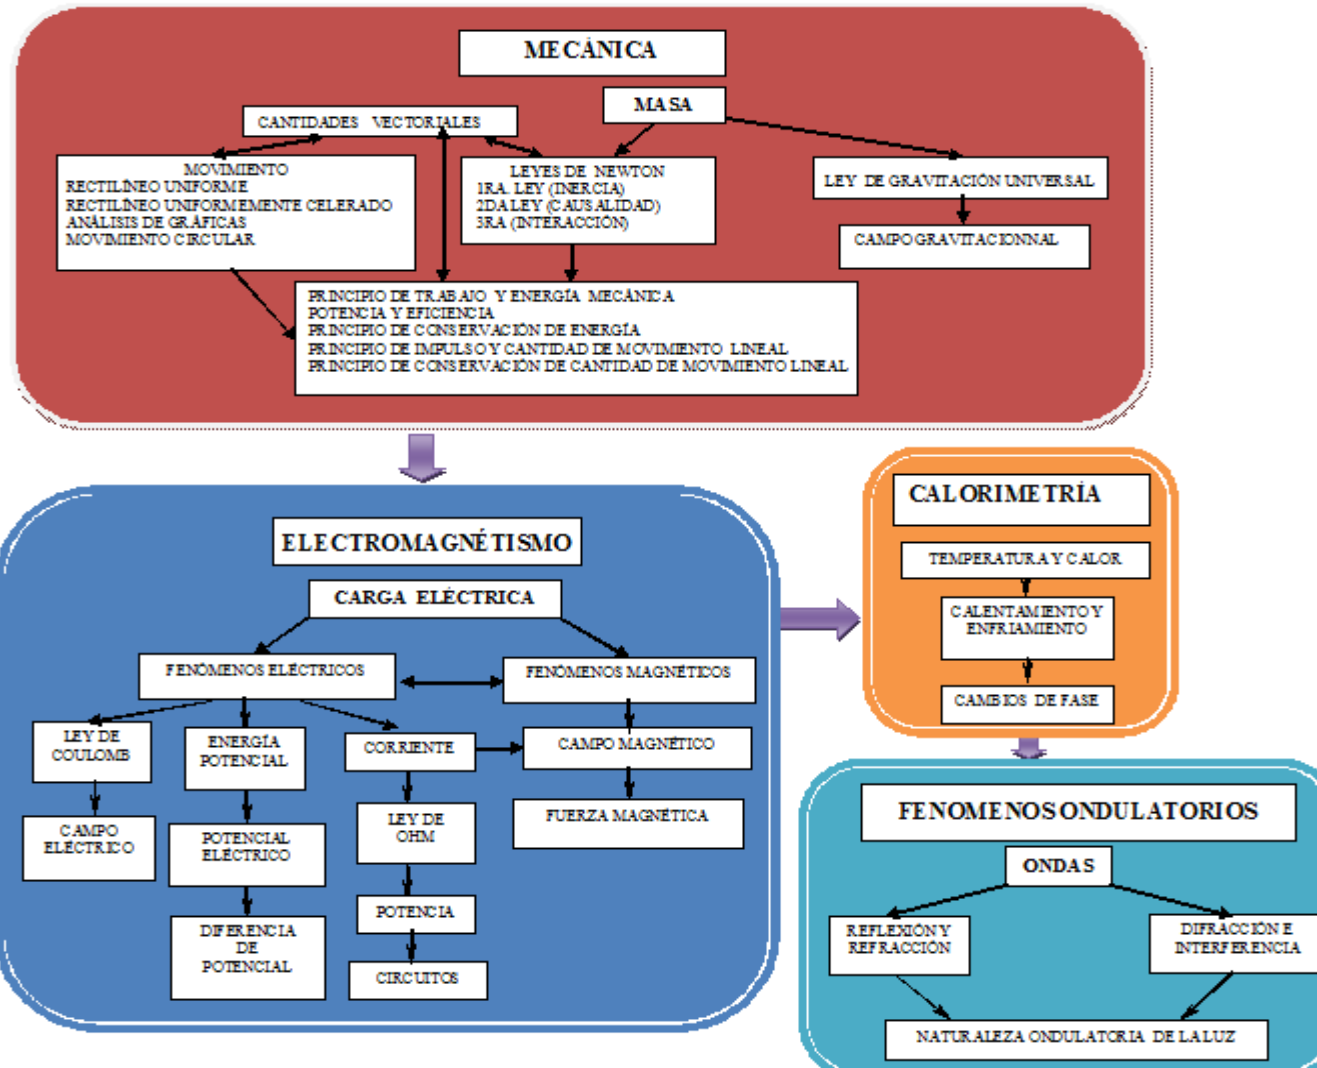 MECÁNICA
MASA
CANTIDADES VECTORIALES
MOVIMIENTO
RECTILÍNEO UNIFORME
RECTILÍNEO UNIFORMEMENTE CELERADO
ANÁLISIS DE GRÁFICAS
MOVIMIENTO CIRCULAR
LEYES DE NEWTON
1RA. LEY (INERCIA)
2DA LEY (CAUSALIDAD)
3RA (INTERACCIÓN)
LEY DE GRAVITACIÓN UNIVERSAL
CAMPO GRAVITACIONNAL
PRINCIPIO DE TRABAJO Y ENERGÍA MECÁNICA
POTENCIA Y EFICIENCIA
PRINCIPIO DE CONSERVACIÓN DE ENERGÍA
PRINCIPIO DE IMPULSO Y CANTIDAD DE MOVIMIENTO LINEAL
PRINCIPIO DE CONSERVACIÓN DE CANTIDAD DE MOVIMIENTO LINEAL
ELECTROMAGNÉTISMO
CARGA ELÉCTRICA
FENÓMENOS ELÉCTRICOS
FENÓMENOS MAGNÉTICOS
LEY DE
COULOMB
ENERGÍA
POTENCIAL
CORRIENTE
CAMPO MAGNÉTICO
CAMPO
ELÉCTRICO
POTENCIAL
ELÉCTRICO
LEY DE
OHM
FUERZA MAGNÉTICA
DIFERENCIA
DE
POTENCIAL
POTENCIA
CIRCUITOS
CALORIMETRÍA
TEMPERATURA Y CALOR
CALENTAMIENTO Y
ENFRIAMIENTO
CAMBIOS DE FASE
FENOMENOS ONDULATORIOS
ONDAS
REFLEXIÓN Y
REFRACCIÓN
DIFRACCIÓN E
INTERFERENCIA
NATURALEZA ONDULATORIA DE LA LUZ